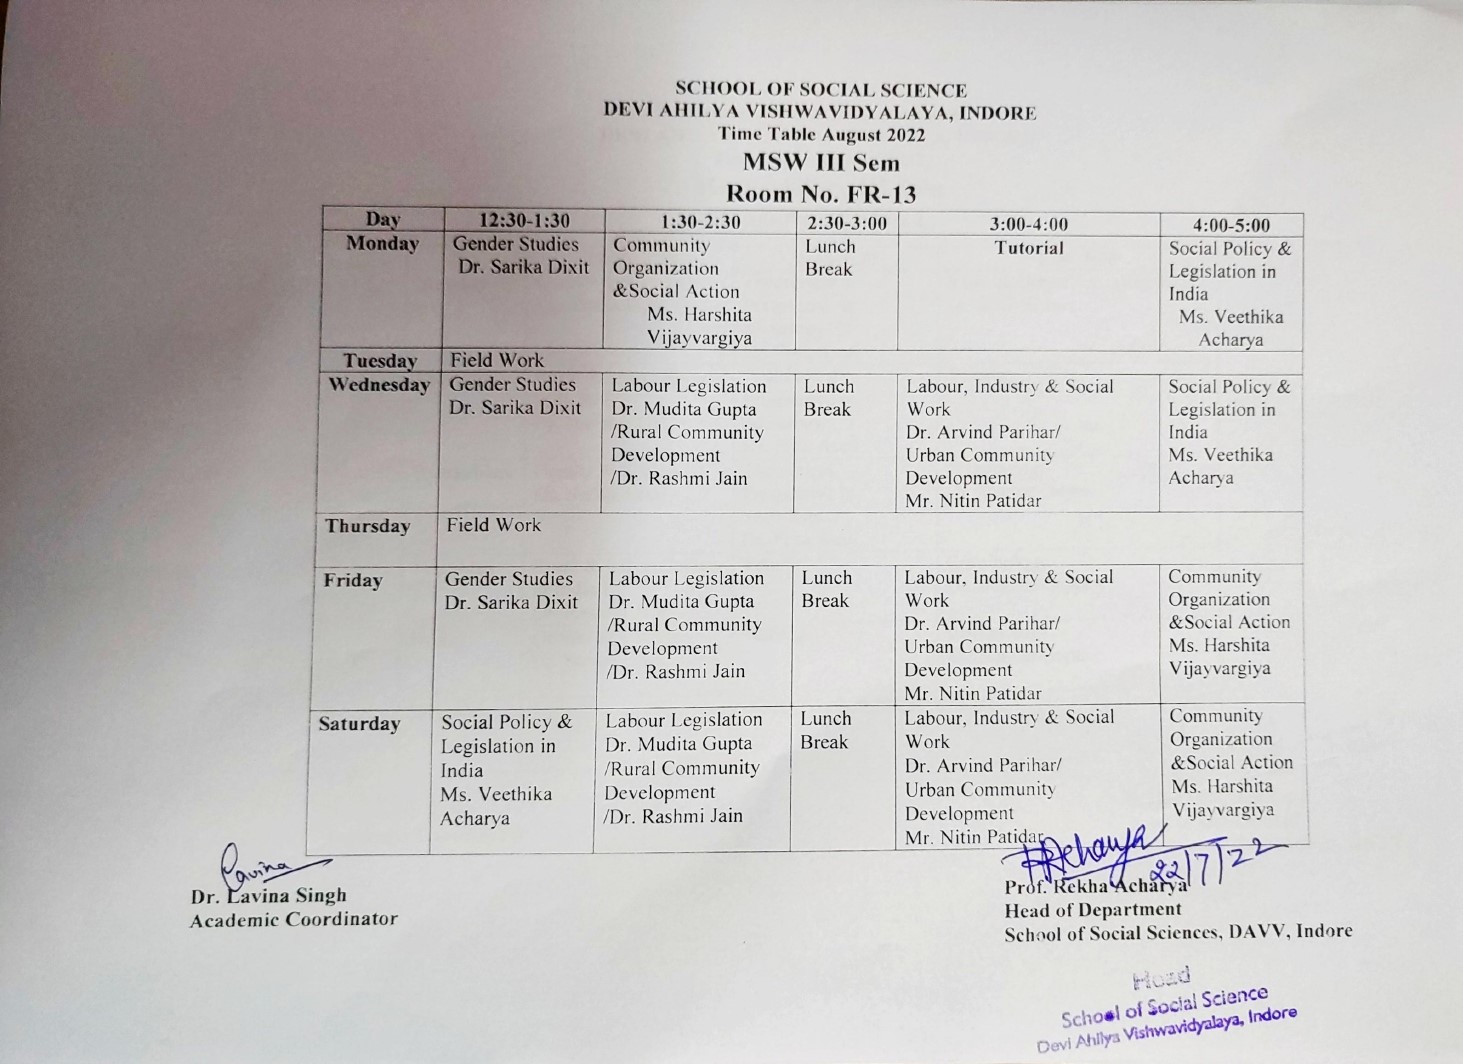 SCHOOL OF SOCIAL SCIENCE
DEVI AHILYA VISHWAVIDYALAYA, INDORE
Time Table August 2022
MSW III Sem
Room No. FR-13
Day 12:30-1:30 1:30-2:30 2:30-3:00 3:00-4:00 4:00-5:00
Monday
Gender Studies
Dr. Sarika Dixit
Community
Organization
&Social Action
Ms. Harshita
Vijayvargiya
Lunch
Break
Tutorial
Social Policy &
Legislation in
India
Ms. Veethika
Acharya
Tuesday Field Work
Wednesday
Gender Studies
Dr. Sarika Dixit
Labour Legislation
Dr. Mudita Gupta
/Rural Community
Development
/Dr. Rashmi Jain
Lunch
Break
Labour, Industry & Social
Work
Dr. Arvind Parihar/
Urban Community
Development
Mr. Nitin Patidar
Social Policy &
Legislation in
India
Ms. Veethika
Acharya
Thursday Field Work
Friday
Gender Studies
Dr. Sarika Dixit
Labour Legislation
Dr. Mudita Gupta
/Rural Community
Development
/Dr. Rashmi Jain
Lunch
Break
Labour, Industry & Social
Work
Dr. Arvind Parihar/
Urban Community
Development
Mr. Nitin Patidar
Community
Organization
&Social Action
Ms. Harshita
Vijayvargiya
Saturday
Social Policy &
Legislation in
India
Ms. Veethika
Acharya
Labour Legislation
Dr. Mudita Gupta
/Rural Community
Development
/Dr. Rashmi Jain
Lunch
Break
Labour, Industry & Social
Work
Dr. Arvind Parihar/
Urban Community
Development
Mr. Nitin Patidar
Community
Organization
&Social Action
Ms. Harshita
Vijayvargiya
Lavina
Dr. Lavina Singh
Academic Coordinator
RAcharya
22/7/22
Prof. Rekha Acharya
Head of Department
School of Social Sciences, DAVV, Indore
Head
School of Social Science
Devi Ahilya Vishwavidyalaya, Indore